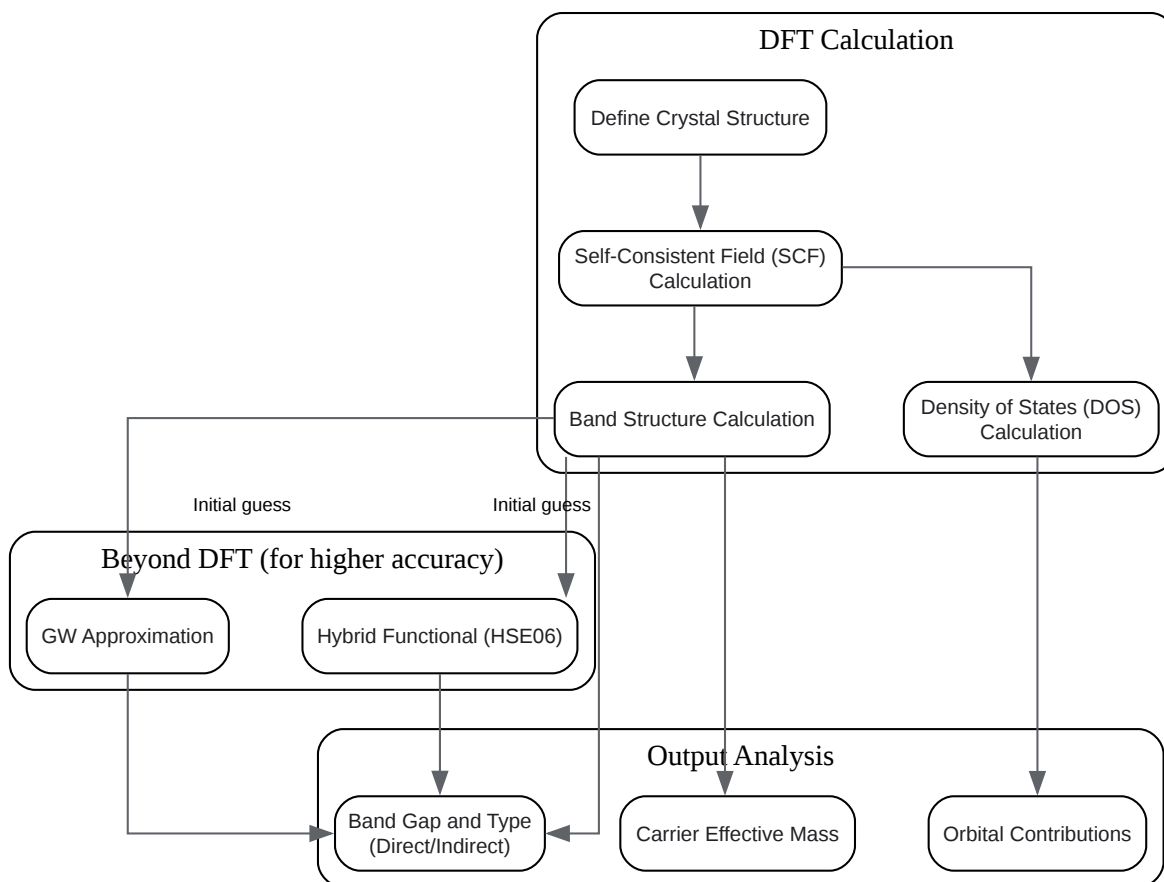 DFT Calculation
Define Crystal Structure
Self-Consistent Field (SCF)
Calculation
Band Structure Calculation
Density of States (DOS)
Calculation
Initial guess
Initial guess
Beyond DFT (for higher accuracy)
GW Approximation
Hybrid Functional (HSE06)
Output Analysis
Band Gap and Type
(Direct/Indirect)
Carrier Effective Mass
Orbital Contributions